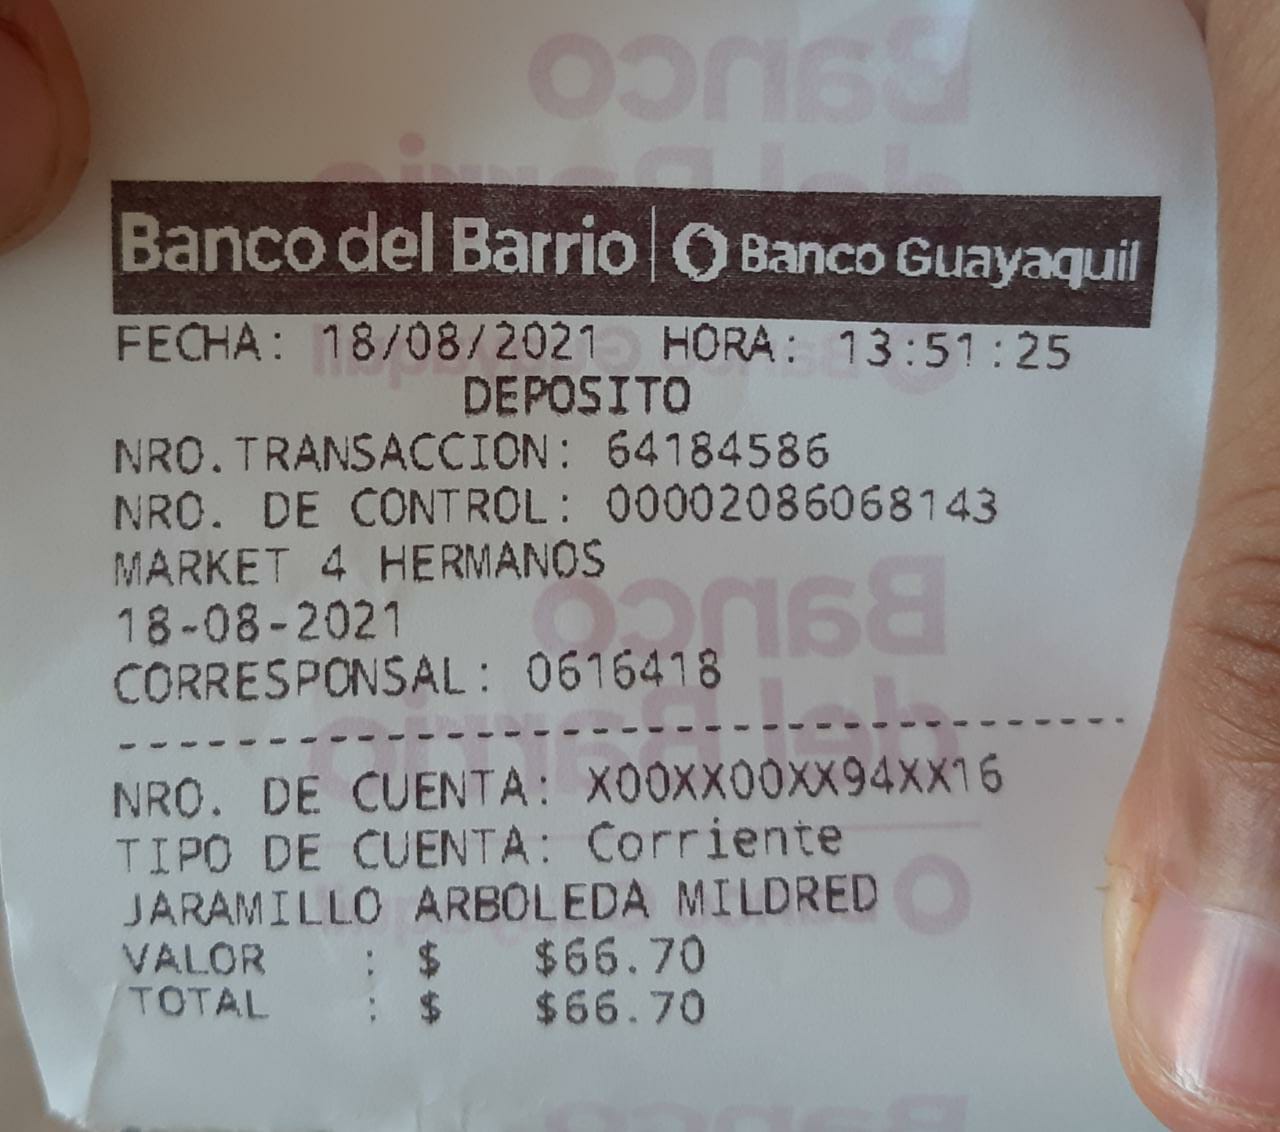 Banco del Barrio | Banco Guayaquil
FECHA: 18/08/2021 HORA: 13:51:25
DEPOSITO
NRO.TRANSACCION: 64184586
NRO. DE CONTROL: 00002086068143
MARKET 4 HERMANOS
18-08-2021
CORRESPONSAL: 0616418
----------------------------------
NRO. DE CUENTA: X00XX00XX94XX16
TIPO DE CUENTA: Corriente
JARAMILLO ARBOLEDA MILDRED
VALOR : $ $66.70
TOTAL : $ $66.70